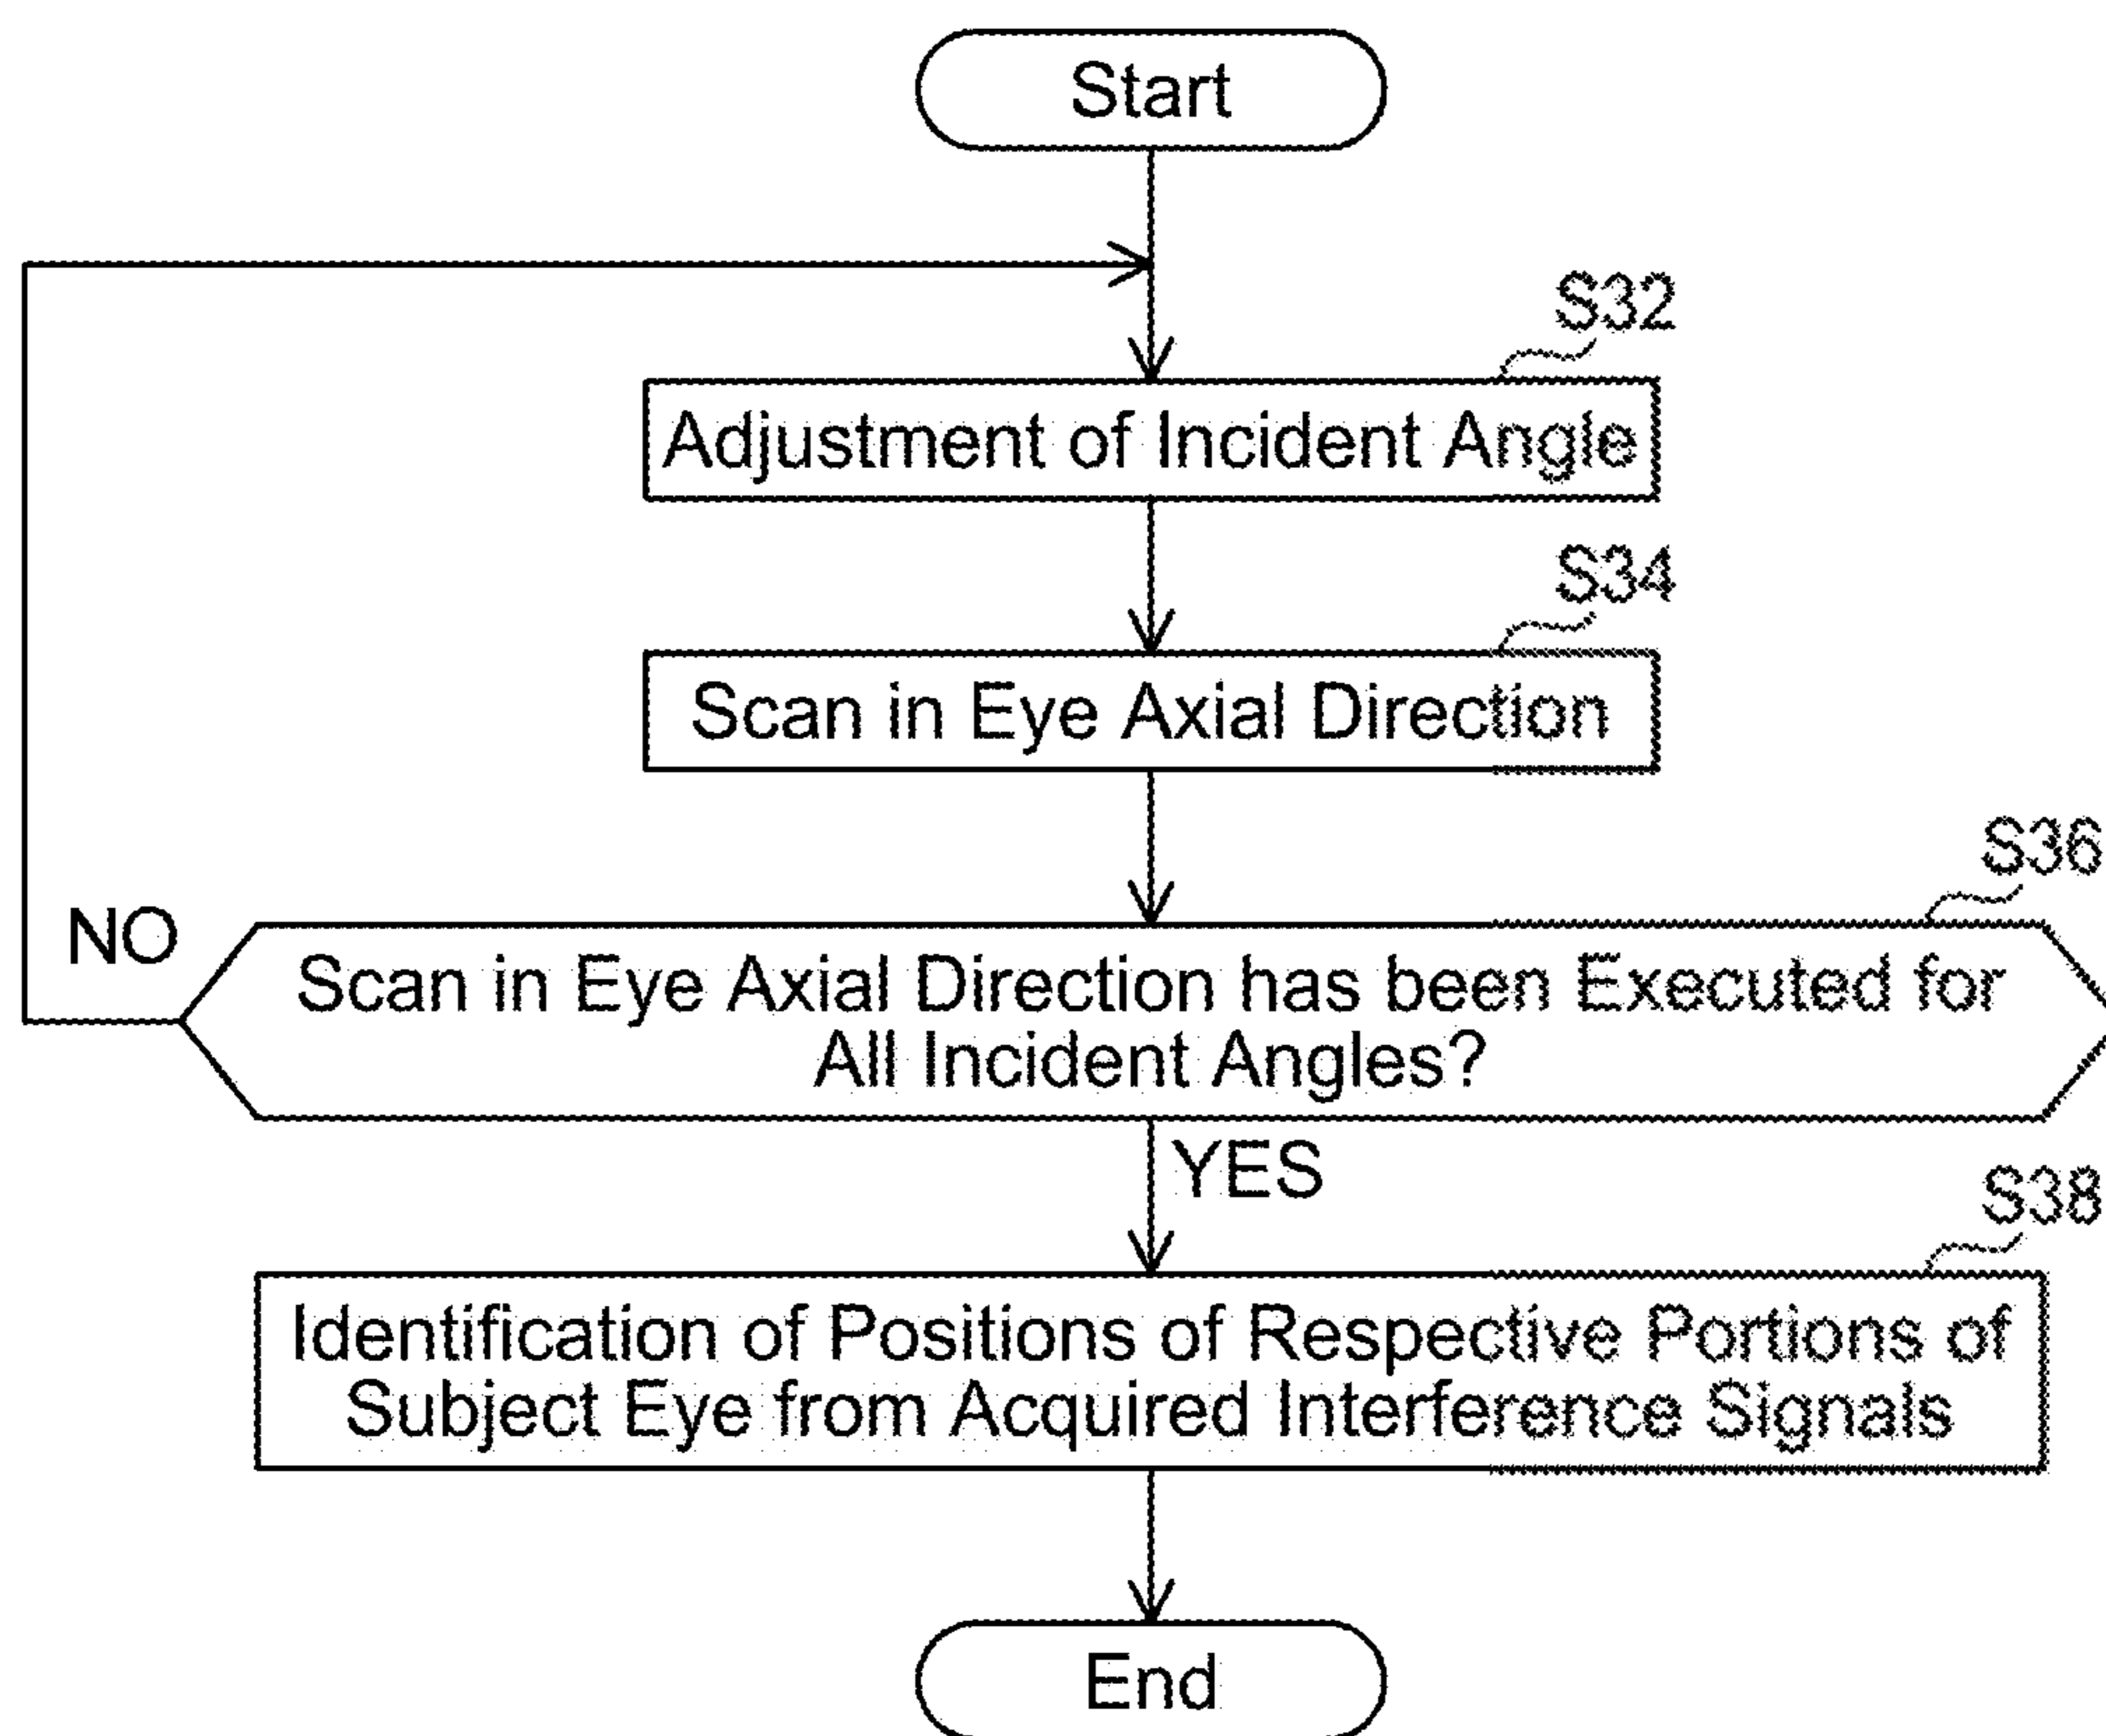 Start
S32
Adjustment of Incident Angle
S34
Scan in Eye Axial Direction
S36
NO
Scan in Eye Axial Direction has been Executed for
All Incident Angles?
YES
S38
Identification of Positions of Respective Portions of
Subject Eye from Acquired Interference Signals
End